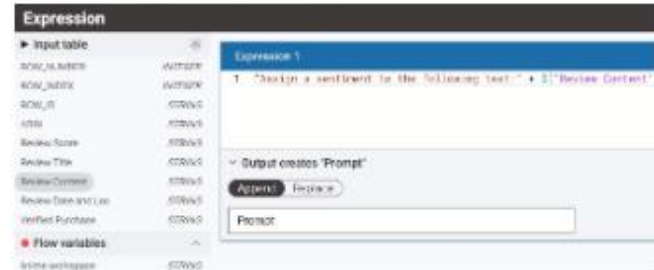 Expression
Input table
ROW_NUMBER INTEGER
ROW_INDEX INTEGER
ROW_ID STRING
ASIN STRING
Review Score STRING
Review Title STRING
Review Content STRING
Review Date and Loc STRING
Verified Purchase STRING
Flow variables
knime.workspace STRING
Expression 1
1 "Assign a sentiment to the following text " + $["Review Content"
Output creates "Prompt"
Append Replace
Prompt